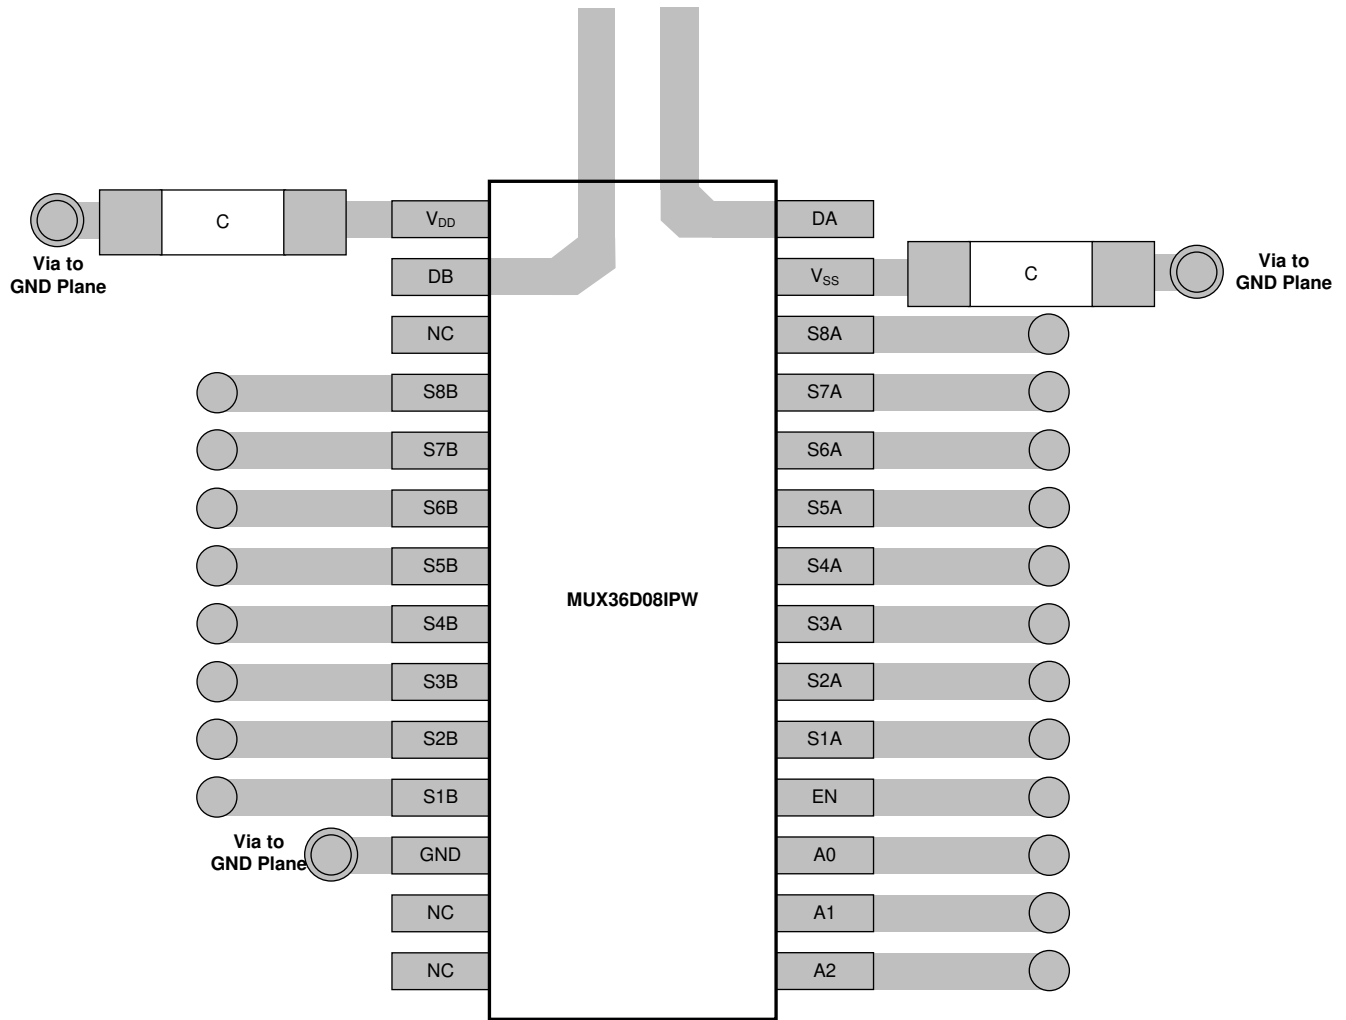 C
V_DD
DA
Via to
GND Plane
DB
V_SS
C
Via to
GND Plane
NC
S8A
S8B
S7A
S7B
S6A
S6B
S5A
S5B
S4A
MUX36D08IPW
S4B
S3A
S3B
S2A
S2B
S1A
S1B
EN
Via to
GND Plane
GND
A0
NC
A1
NC
A2